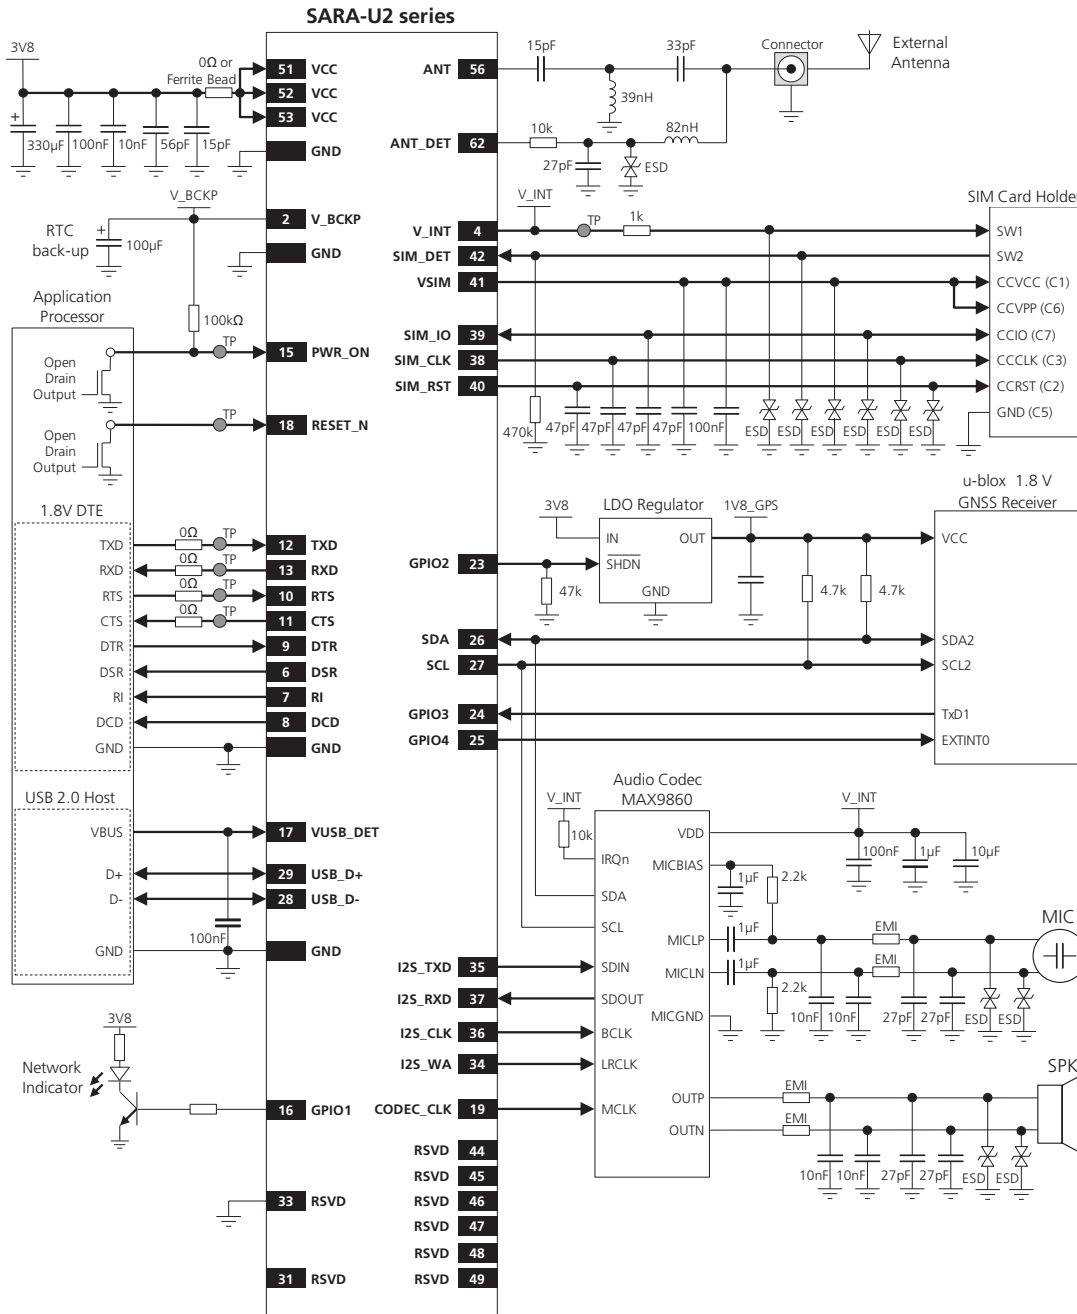 SARA-U2 series
3V8
0Ω or
Ferrite Bead
+
330µF
100nF
10nF
56pF
15pF
51 VCC
52 VCC
53 VCC
GND
V_BCKP
2 V_BCKP
GND
RTC
back-up
+
100µF
Application
Processor
100kΩ
TP
15 PWR_ON
Open
Drain
Output
TP
18 RESET_N
Open
Drain
Output
1.8V DTE
TXD 0Ω TP 12 TXD
RXD 0Ω TP 13 RXD
RTS 0Ω TP 10 RTS
CTS 0Ω TP 11 CTS
DTR 9 DTR
DSR 6 DSR
RI 7 RI
DCD 8 DCD
GND GND
USB 2.0 Host
VBUS 17 VUSB_DET
D+ 29 USB_D+
D- 28 USB_D-
100nF
GND GND
3V8
Network
Indicator
16 GPIO1
33 RSVD
31 RSVD
ANT 56
15pF
33pF
39nH
Connector
External
Antenna
ANT_DET 62
10k
82nH
27pF
ESD
V_INT
V_INT 4
TP
1k
SIM_DET 42
VSIM 41
SIM_IO 39
SIM_CLK 38
SIM_RST 40
470k
47pF
47pF
47pF
100nF
ESD
ESD
ESD
ESD
ESD
ESD
SIM Card Holder
SW1
SW2
CCVCC (C1)
CCVPP (C6)
CCIO (C7)
CCCLK (C3)
CCRST (C2)
GND (C5)
3V8
LDO Regulator
1V8_GPS
u-blox 1.8 V
GNSS Receiver
IN
OUT
SHDN
GND
GPIO2 23
47k
4.7k
4.7k
VCC
SDA 26
SDA2
SCL 27
SCL2
GPIO3 24
TxD1
GPIO4 25
EXTINT0
Audio Codec
MAX9860
V_INT
10k
IRQn
SDA
SCL
SDIN
SDOUT
BCLK
LRCLK
MCLK
VDD
MICBIAS
MICLP
MICLN
MICGND
OUTP
OUTN
V_INT
100nF
1µF
10µF
1µF
2.2k
1µF
EMI
MIC
1µF
EMI
2.2k
10nF
10nF
27pF
27pF
ESD
ESD
I2S_TXD 35
I2S_RXD 37
I2S_CLK 36
I2S_WA 34
CODEC_CLK 19
EMI
EMI
SPK
10nF
10nF
27pF
27pF
ESD
ESD
RSVD 44
RSVD 45
RSVD 46
RSVD 47
RSVD 48
RSVD 49